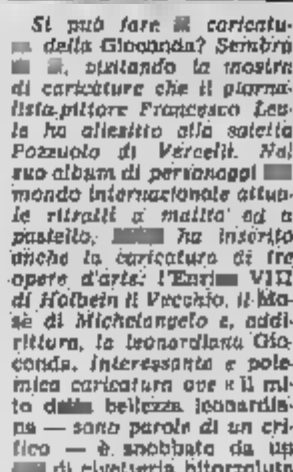 Si può fare caricatu-
della Gioconda? Sembra
visitando la mostra
di caricature che il giorna-
lista-pittore Francesco Leo-
le ha allestito alla saletta
Pozzuolo di Vercelli. Nel
suo album di personaggi
mondo internazionale attua-
le ritratti a matita ed a
pastello, ha inserito
anche la caricatura di tre
opere d'arte: VIII
di Holbein il Vecchio, il Mo-
sè di Michelangelo e, addi-
rittura, la leonardiana Gio-
conda. Interessante e pole-
mica caricatura ove « il mi-
to bellezza leonardia-
na — sono parole di un cri-
tico — è snobbato da un
di civetteria